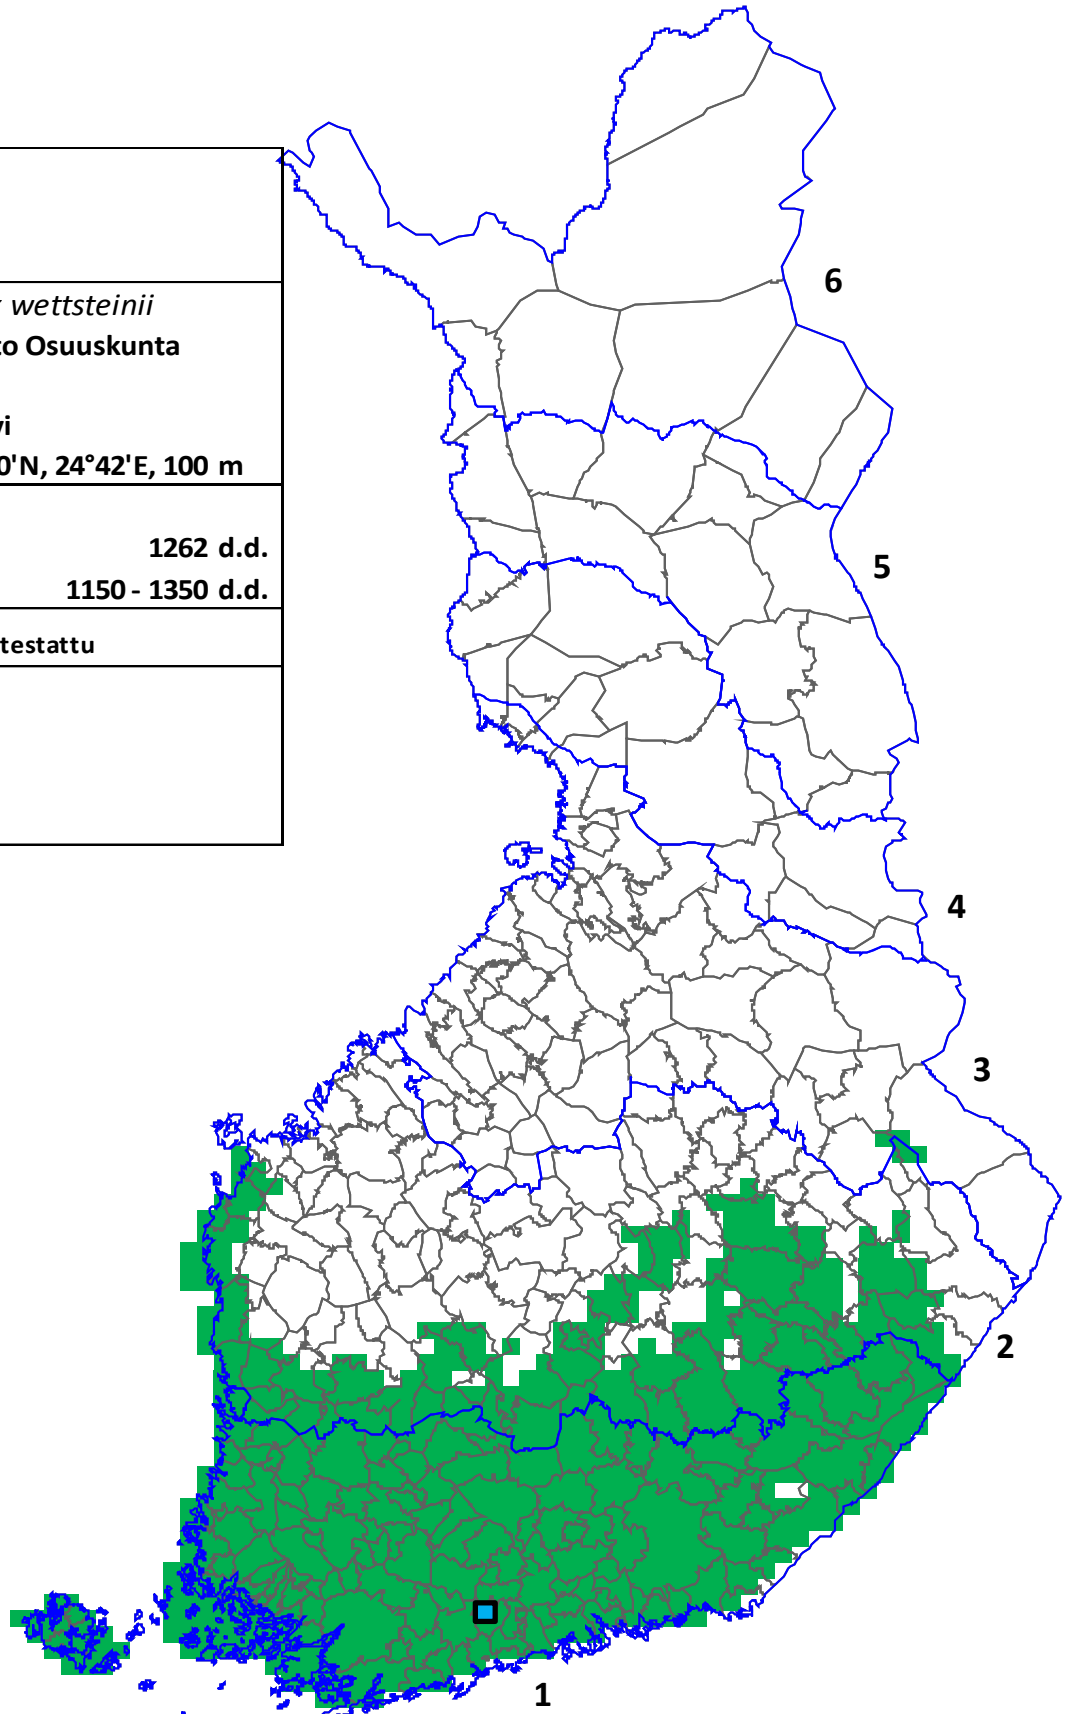 wettsteinii
Osuuskunta
0'N, 24°42'E, 100 m
1262 d.d.
1150 - 1350 d.d.
testattu
6
5
4
3
2
1